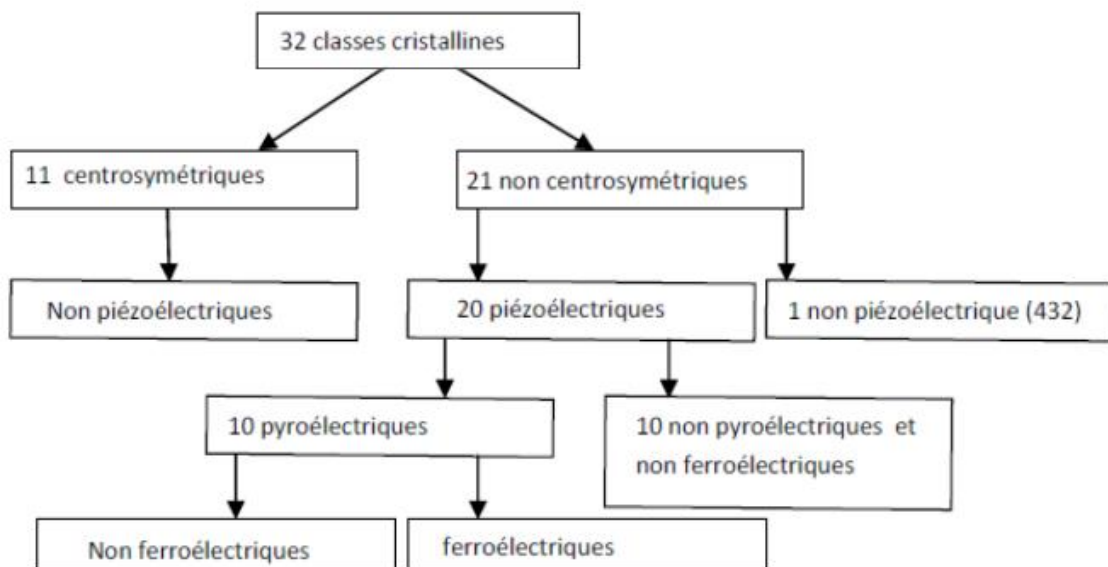 32 classes cristallines
11 centrosymétriques
21 non centrosymétriques
Non piézoélectriques
20 piézoélectriques
1 non piézoélectrique (432)
10 pyroélectriques
10 non pyroélectriques et
non ferroélectriques
Non ferroélectriques
ferroélectriques